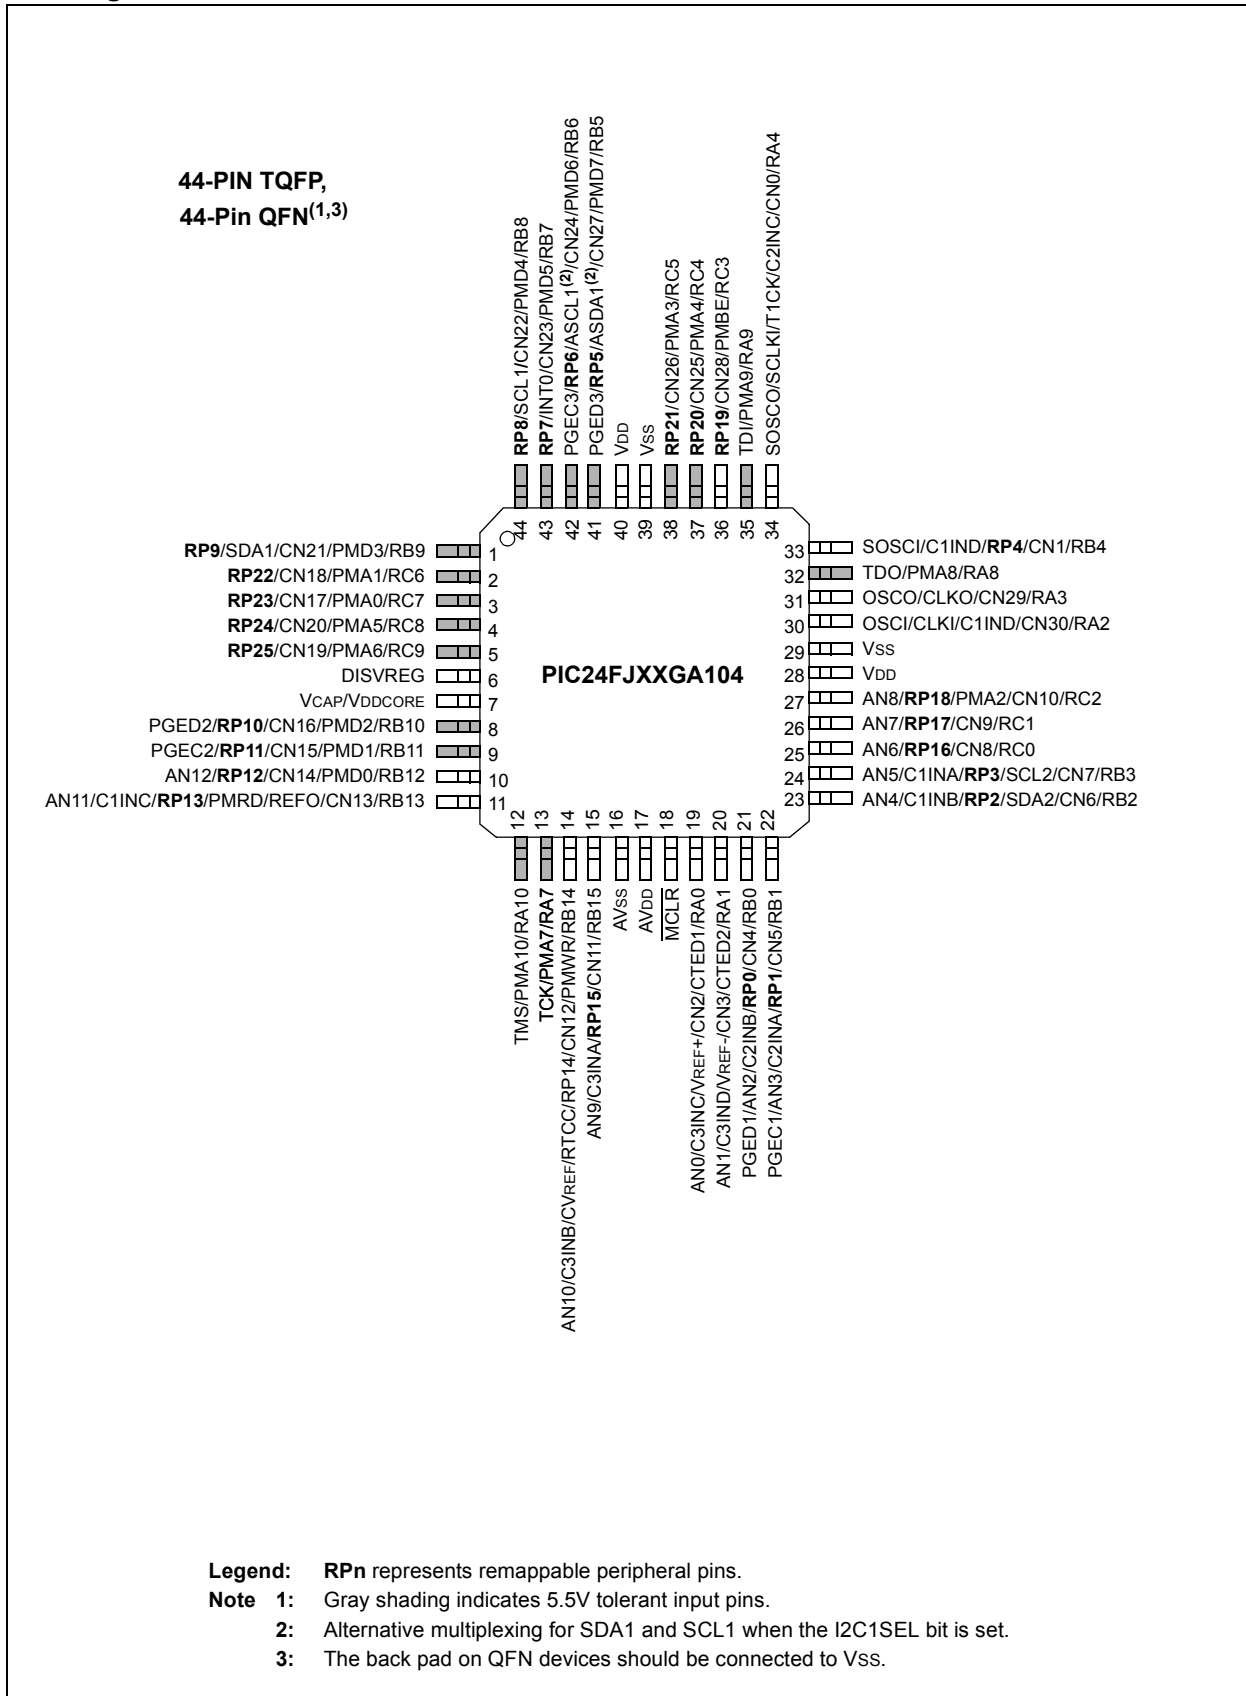 44-PIN TQFP,
44-Pin QFN(1,3)
RP8/SCL1/CN22/PMD4/RB8
RP7/INT0/CN23/PMD5/RB7
PGEC3/RP6/ASCL1(2)/CN24/PMD6/RB6
PGED3/RP5/ASDA1(2)/CN27/PMD7/RB5
VDD
VSS
RP21/CN26/PMA3/RC5
RP20/CN25/PMA4/RC4
RP19/CN28/PMBE/RC3
TDI/PMA9/RA9
SOSCO/SCLKI/T1CK/C2INC/CN0/RA4
44
43
42
41
40
39
38
37
36
35
34
RP9/SDA1/CN21/PMD3/RB9 1
RP22/CN18/PMA1/RC6 2
RP23/CN17/PMA0/RC7 3
RP24/CN20/PMA5/RC8 4
RP25/CN19/PMA6/RC9 5
DISVREG 6
VCAP/VDDCORE 7
PGED2/RP10/CN16/PMD2/RB10 8
PGEC2/RP11/CN15/PMD1/RB11 9
AN12/RP12/CN14/PMD0/RB12 10
AN11/C1INC/RP13/PMRD/REFO/CN13/RB13 11
PIC24FJXXGA104
33 SOSCI/C1IND/RP4/CN1/RB4
32 TDO/PMA8/RA8
31 OSCO/CLKO/CN29/RA3
30 OSCI/CLKI/C1IND/CN30/RA2
29 VSS
28 VDD
27 AN8/RP18/PMA2/CN10/RC2
26 AN7/RP17/CN9/RC1
25 AN6/RP16/CN8/RC0
24 AN5/C1INA/RP3/SCL2/CN7/RB3
23 AN4/C1INB/RP2/SDA2/CN6/RB2
12
13
14
15
16
17
18
19
20
21
22
TMS/PMA10/RA10
TCK/PMA7/RA7
AN10/C3INB/CVREF/RTCC/RP14/CN12/PMWR/RB14
AN9/C3INA/RP15/CN11/RB15
AVSS
AVDD
MCLR
AN0/C3INC/VREF+/CN2/CTED1/RA0
AN1/C3IND/VREF-/CN3/CTED2/RA1
PGED1/AN2/C2INB/RP0/CN4/RB0
PGEC1/AN3/C2INA/RP1/CN5/RB1
Legend: RPn represents remappable peripheral pins.
Note 1: Gray shading indicates 5.5V tolerant input pins.
2: Alternative multiplexing for SDA1 and SCL1 when the I2C1SEL bit is set.
3: The back pad on QFN devices should be connected to VSS.